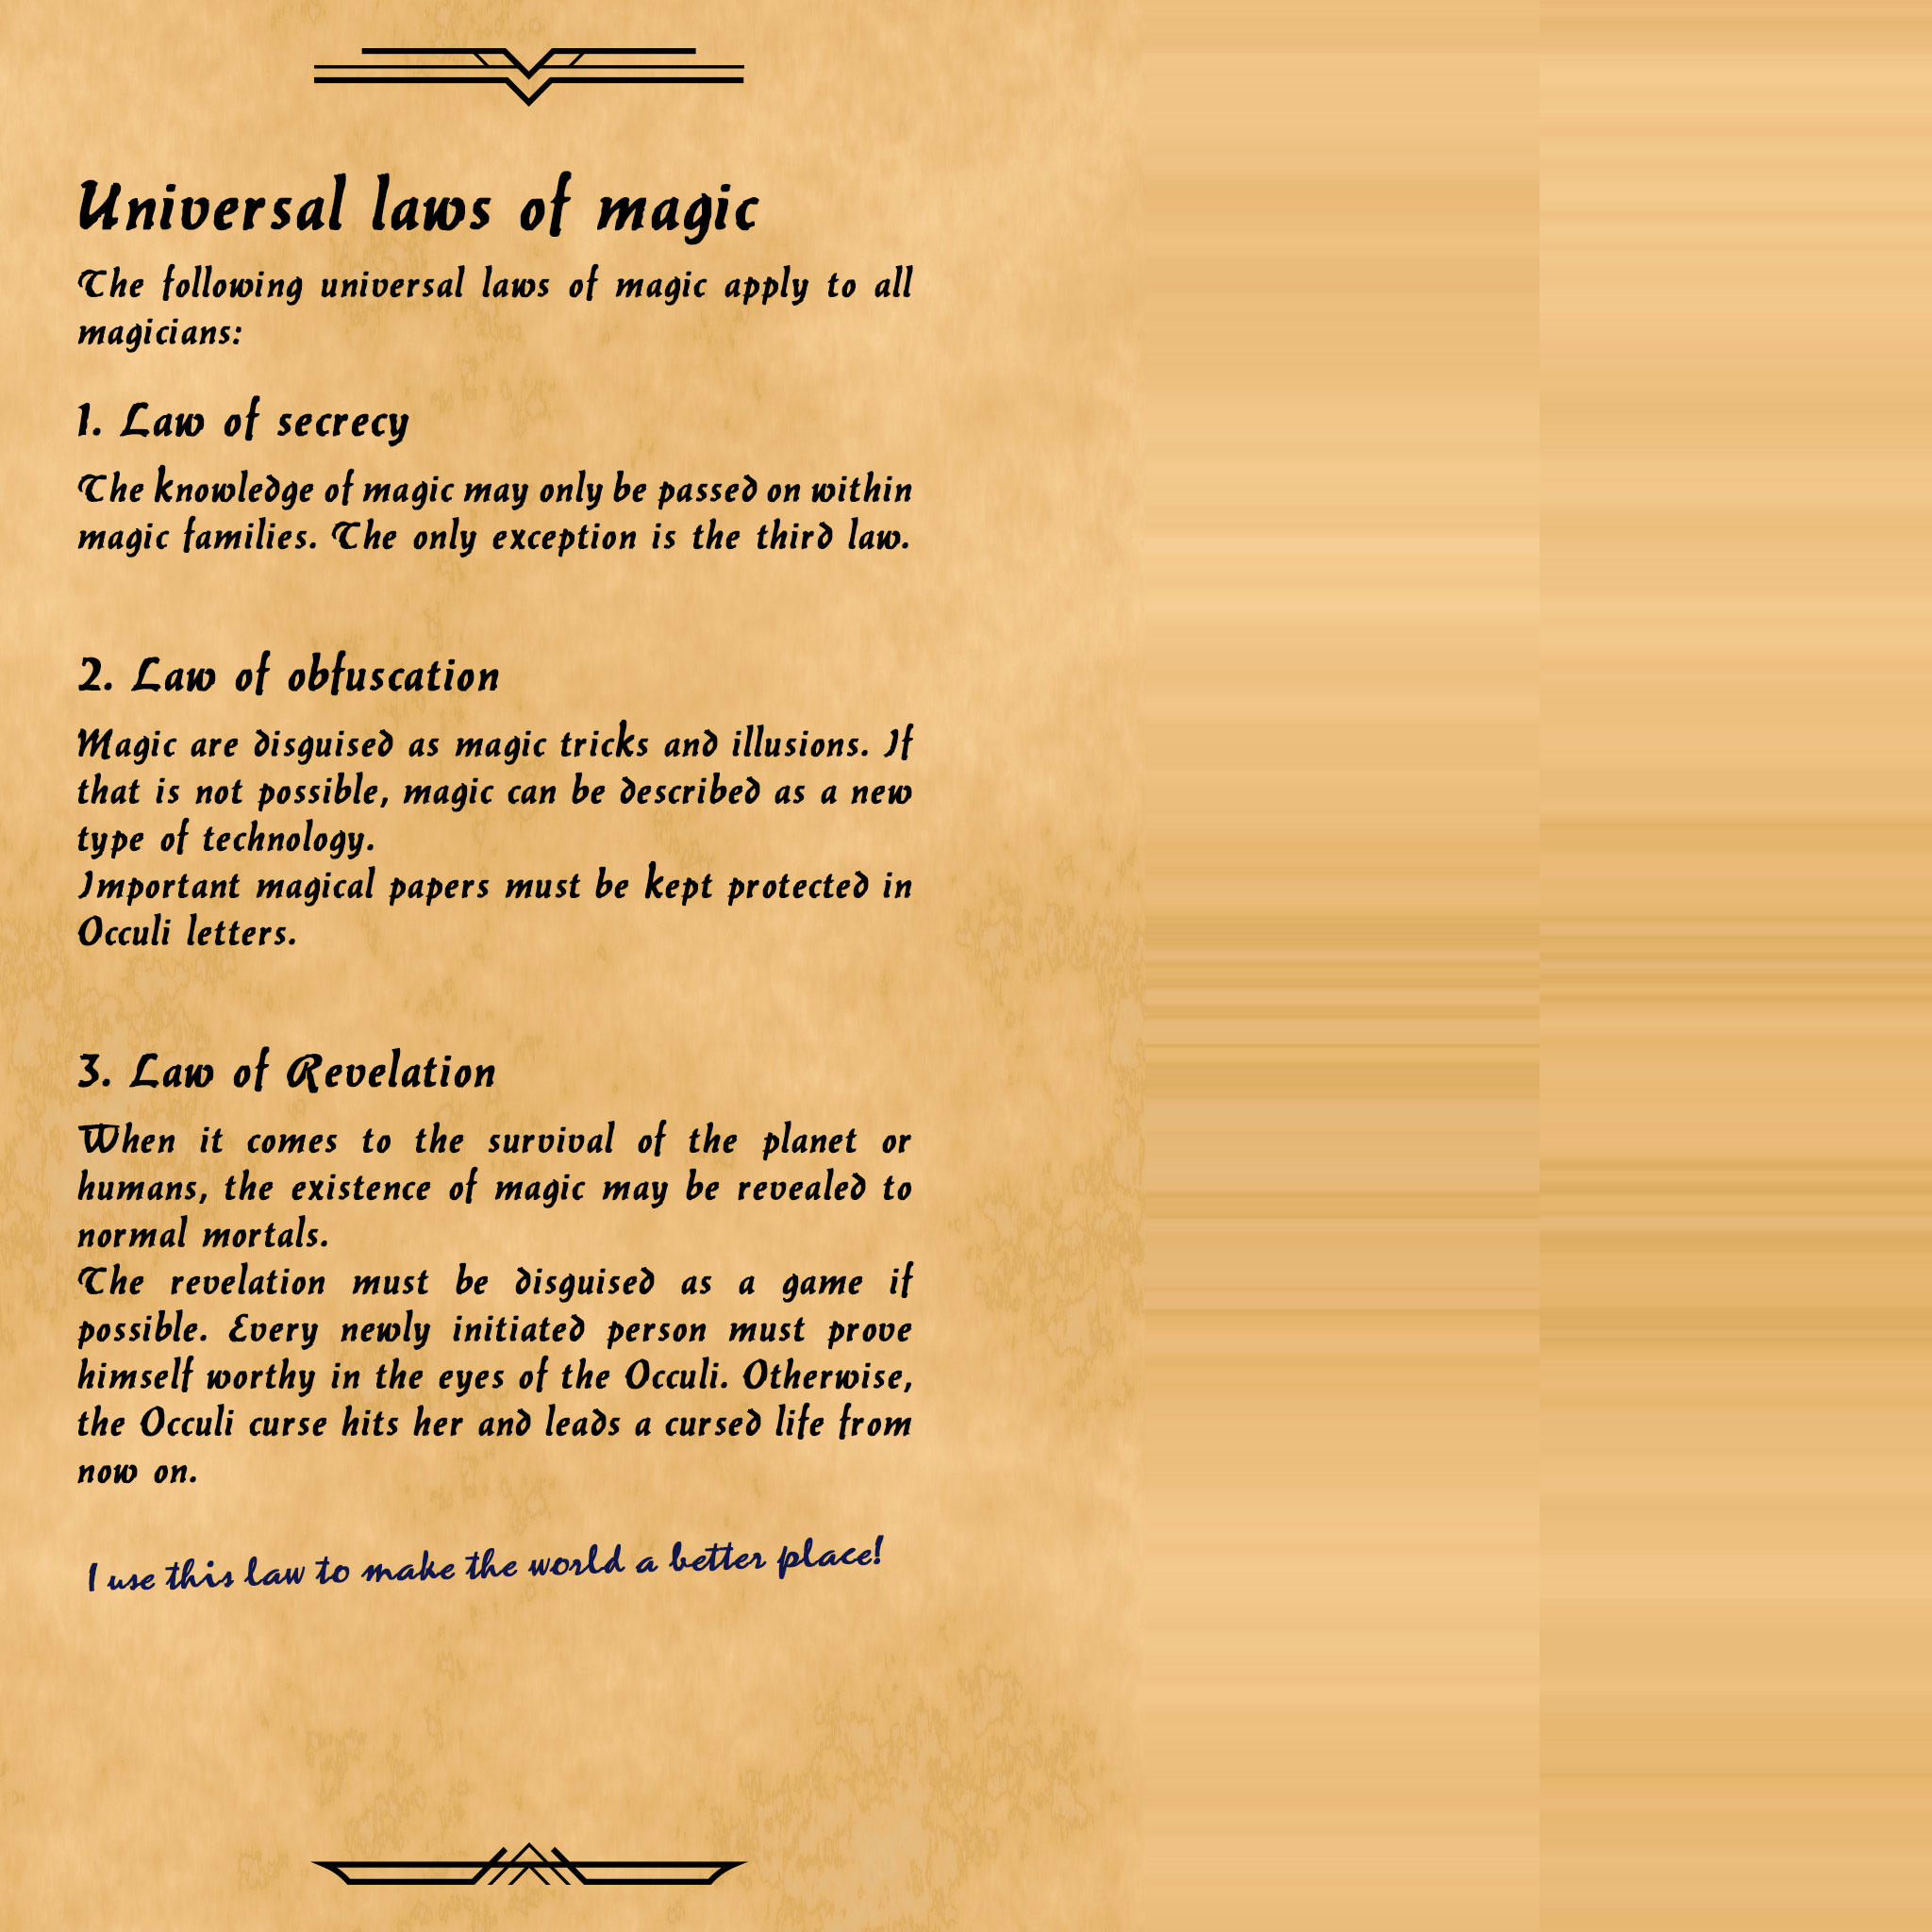 Universal laws of magic
The following universal laws of magic apply to all
magicians:
1. Law of secrecy
The knowledge of magic may only be passed on within
magic families. The only exception is the third law.
2. Law of obfuscation
Magic are disguised as magic tricks and illusions. If
that is not possible, magic can be described as a new
type of technology.
Important magical papers must be kept protected in
Occuli letters.
3. Law of Revelation
When it comes to the survival of the planet or
humans, the existence of magic may be revealed to
normal mortals.
The revelation must be disguised as a game if
possible. Every newly initiated person must prove
himself worthy in the eyes of the Occuli. Otherwise,
the Occuli curse hits her and leads a cursed life from
now on.
I use this law to make the world a better place!